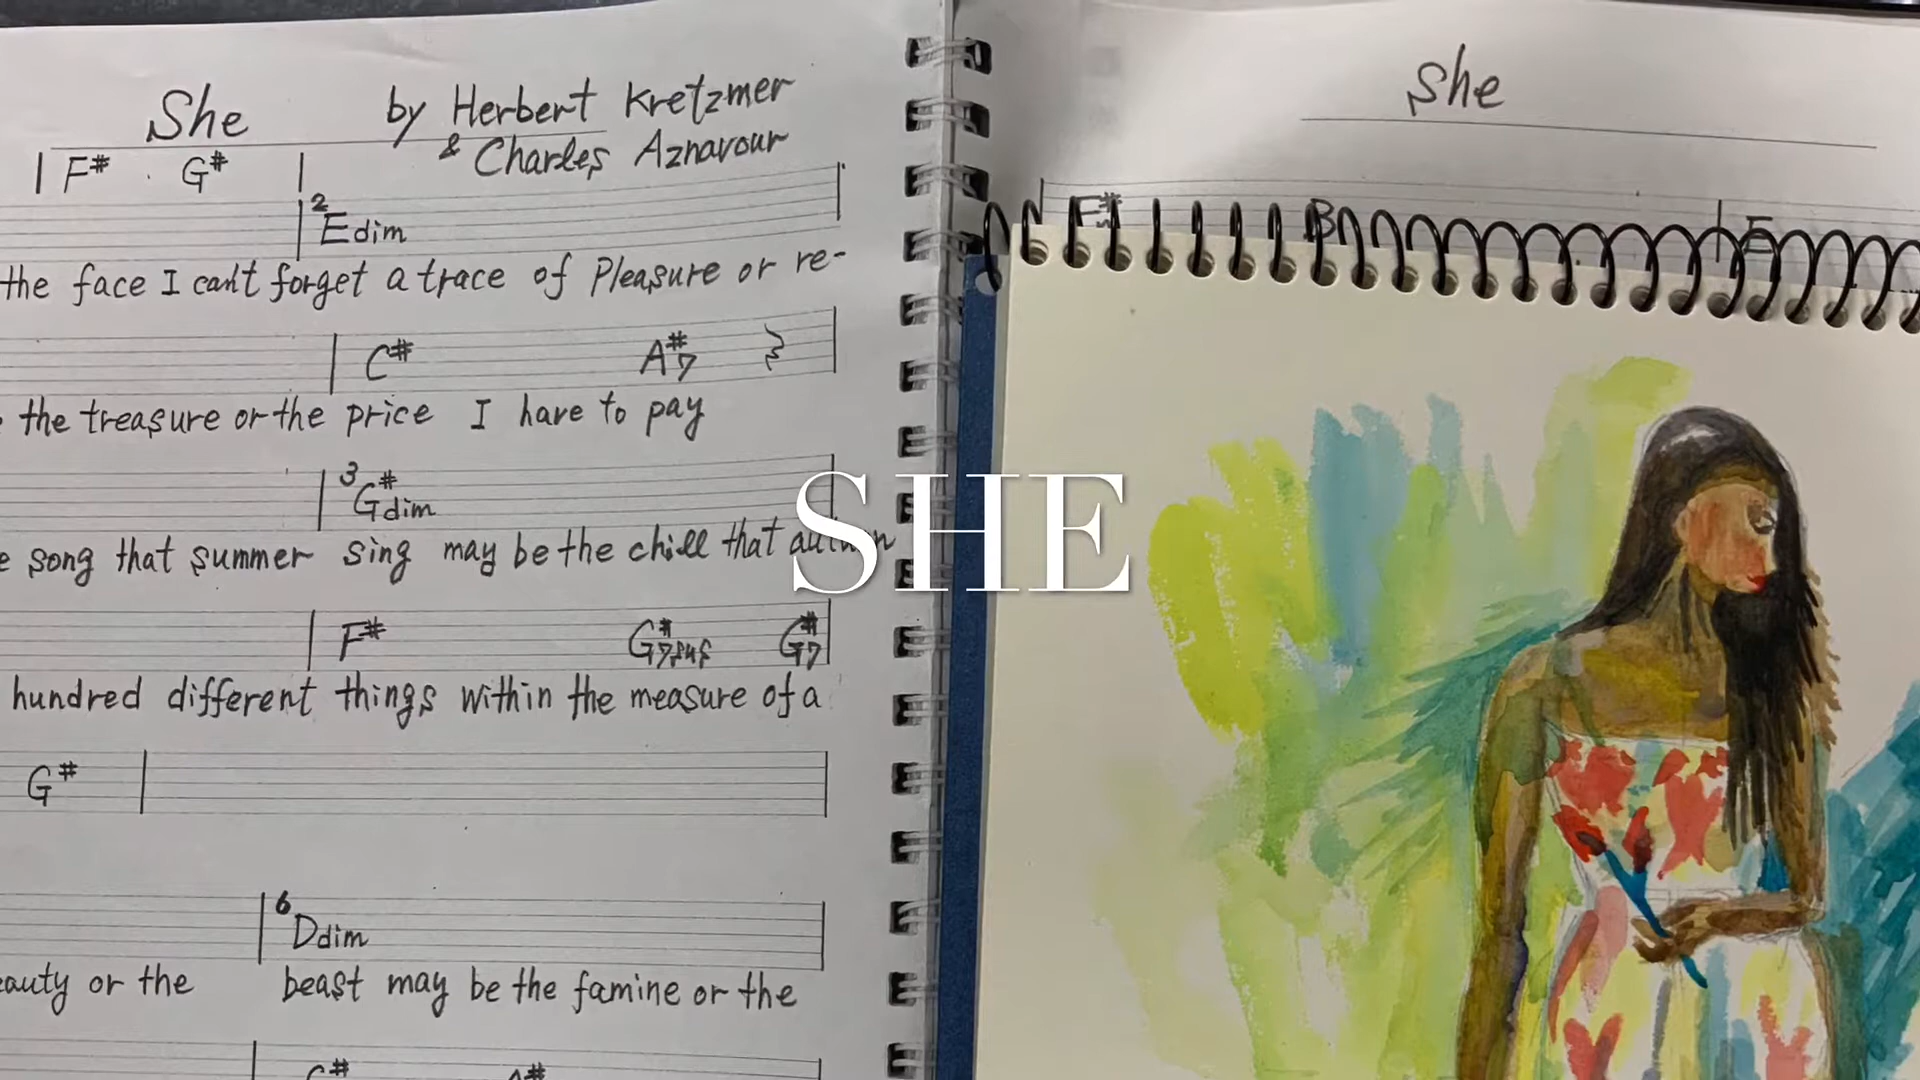 She by Herbert Kretzmer
& Charles Aznavour
F# G#
2 Edim
the face I can't forget a trace of Pleasure or re-
C# A#7
the treasure or the price I have to pay
3 G#dim
song that summer sing may be the chill that autumn
F# G#7sus G#7
hundred different things within the measure of a
G#
6 Ddim
eauty or the beast may be the famine or the
C# A#
She
F# B E
SHE